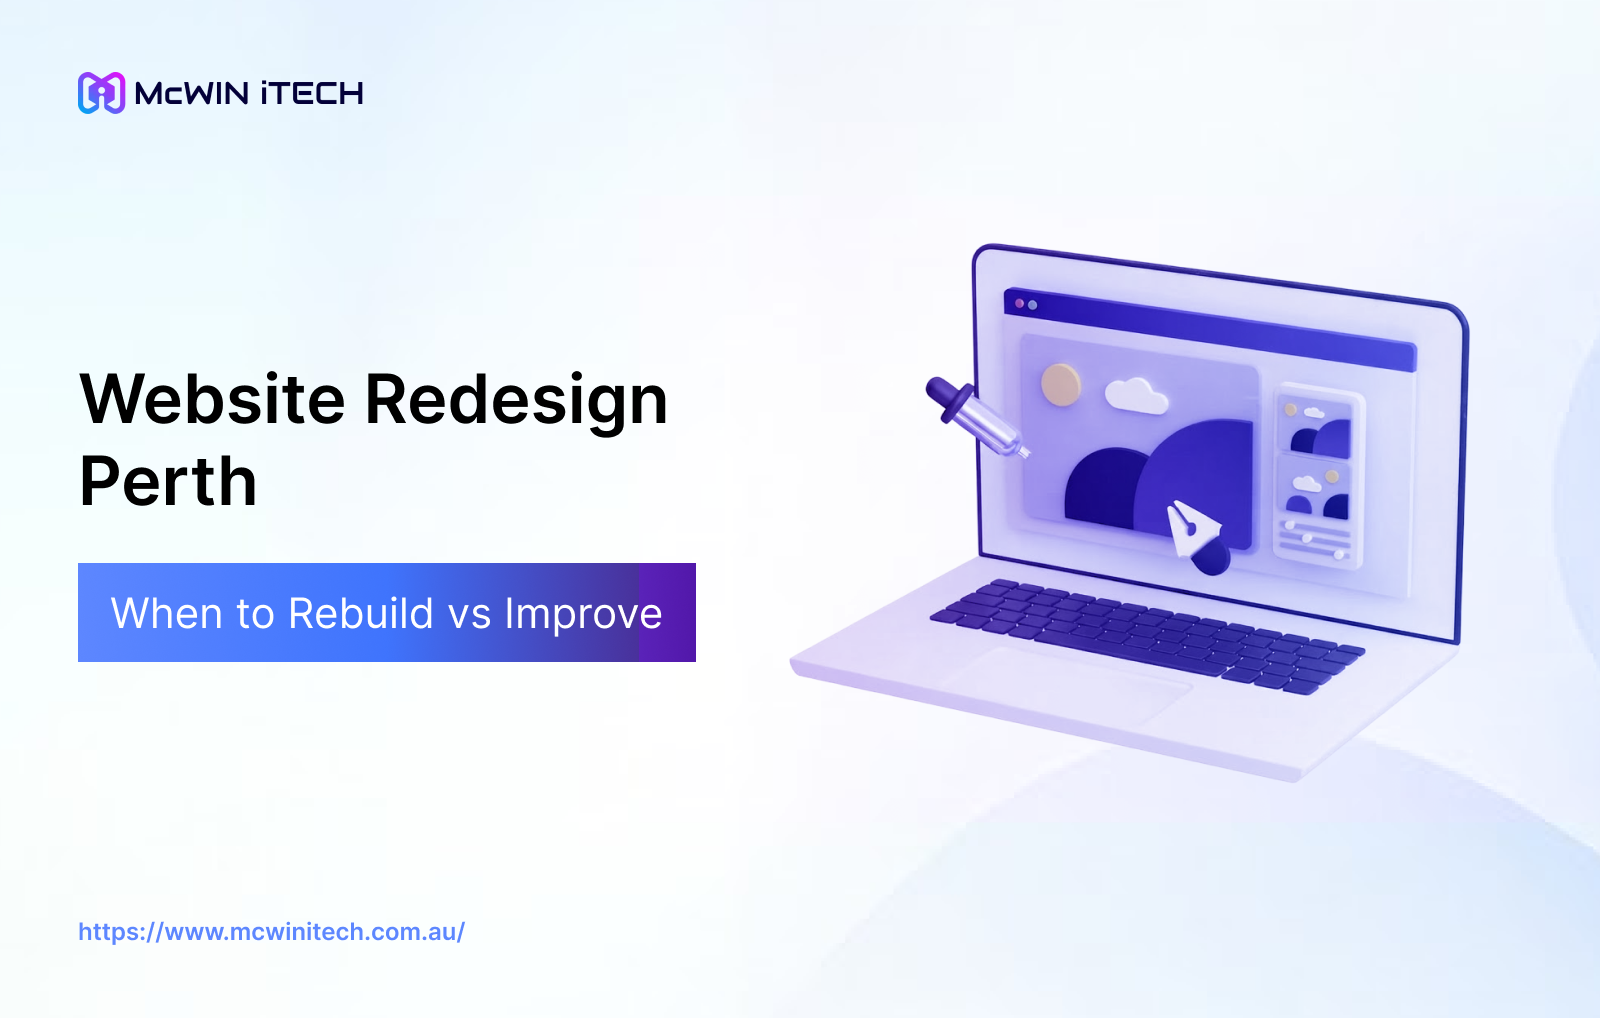 McWIN iTECH
Website Redesign
Perth
When to Rebuild vs Improve
https://www.mcwinitech.com.au/